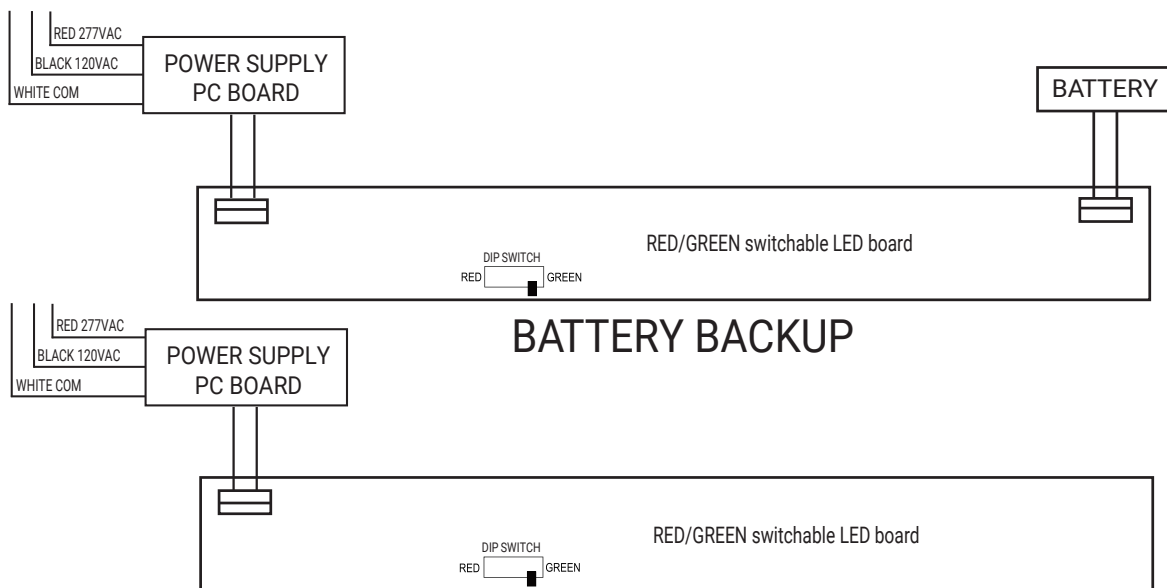 RED 277VAC
BLACK 120VAC
WHITE COM
POWER SUPPLY
PC BOARD
BATTERY
RED/GREEN switchable LED board
DIP SWITCH
RED GREEN
BATTERY BACKUP
RED 277VAC
BLACK 120VAC
WHITE COM
POWER SUPPLY
PC BOARD
RED/GREEN switchable LED board
DIP SWITCH
RED GREEN